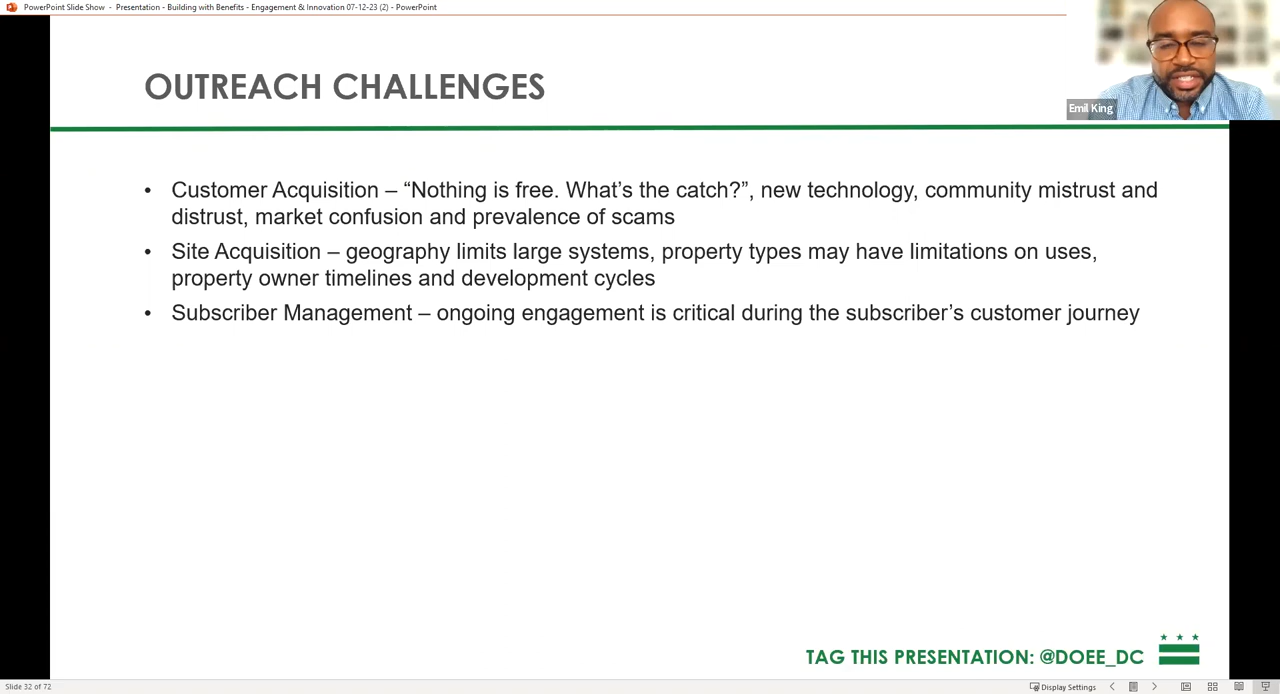 PowerPoint Slide Show - Presentation - Building with Benefits - Engagement & Innovation 07-12-23 (2) - PowerPoint
Emil King
OUTREACH CHALLENGES
• Customer Acquisition – “Nothing is free. What’s the catch?”, new technology, community mistrust and
distrust, market confusion and prevalence of scams
• Site Acquisition – geography limits large systems, property types may have limitations on uses,
property owner timelines and development cycles
• Subscriber Management – ongoing engagement is critical during the subscriber’s customer journey
TAG THIS PRESENTATION: @DOEE_DC
Slide 32 of 72
Display Settings